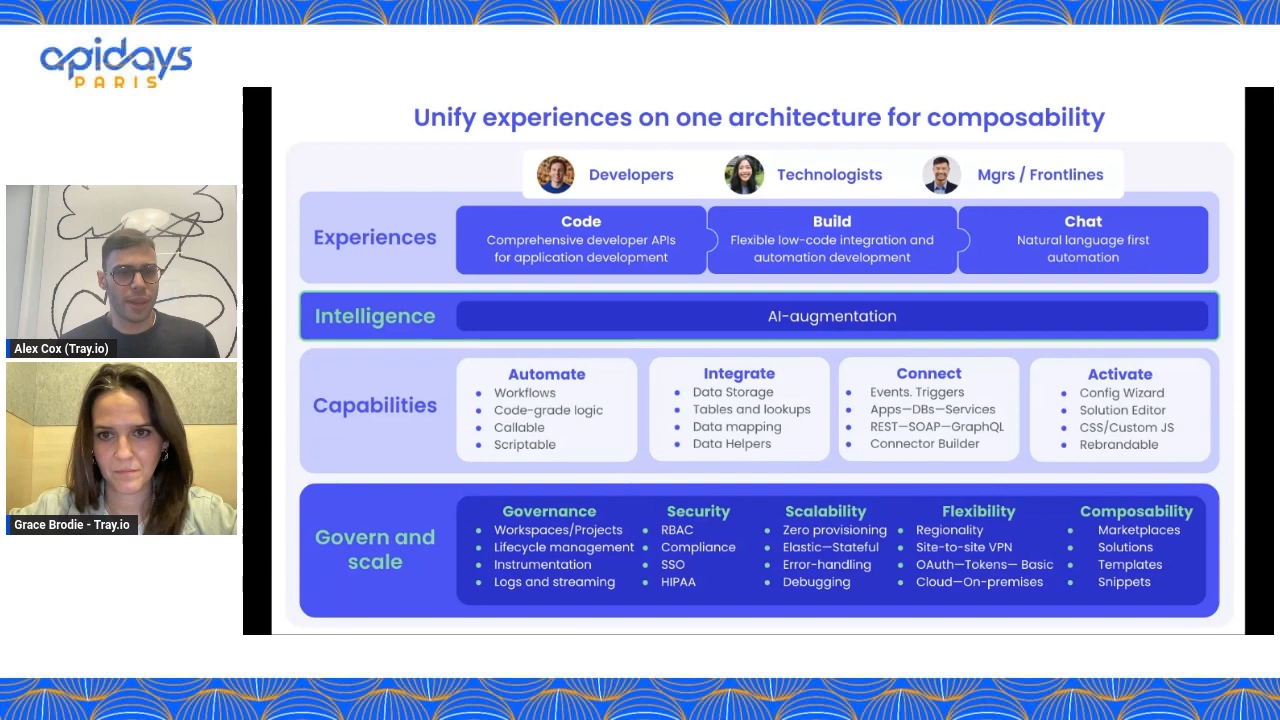 apidays
PARIS
Unify experiences on one architecture for composability
Developers
Technologists
Mgrs / Frontlines
Experiences
Code
Comprehensive developer APIs
for application development
Build
Flexible low-code integration and
automation development
Chat
Natural language first
automation
Intelligence
AI-augmentation
Capabilities
Automate
• Workflows
• Code-grade logic
• Callable
• Scriptable
Integrate
• Data Storage
• Tables and lookups
• Data mapping
• Data Helpers
Connect
• Events. Triggers
• Apps—DBs—Services
• REST—SOAP—GraphQL
• Connector Builder
Activate
• Config Wizard
• Solution Editor
• CSS/Custom JS
• Rebrandable
Govern and
scale
Governance
• Workspaces/Projects
• Lifecycle management
• Instrumentation
• Logs and streaming
Security
• RBAC
• Compliance
• SSO
• HIPAA
Scalability
• Zero provisioning
• Elastic—Stateful
• Error-handling
• Debugging
Flexibility
• Regionality
• Site-to-site VPN
• OAuth—Tokens— Basic
• Cloud—On-premises
Composability
• Marketplaces
• Solutions
• Templates
• Snippets
Alex Cox (Tray.io)
Grace Brodie - Tray.io